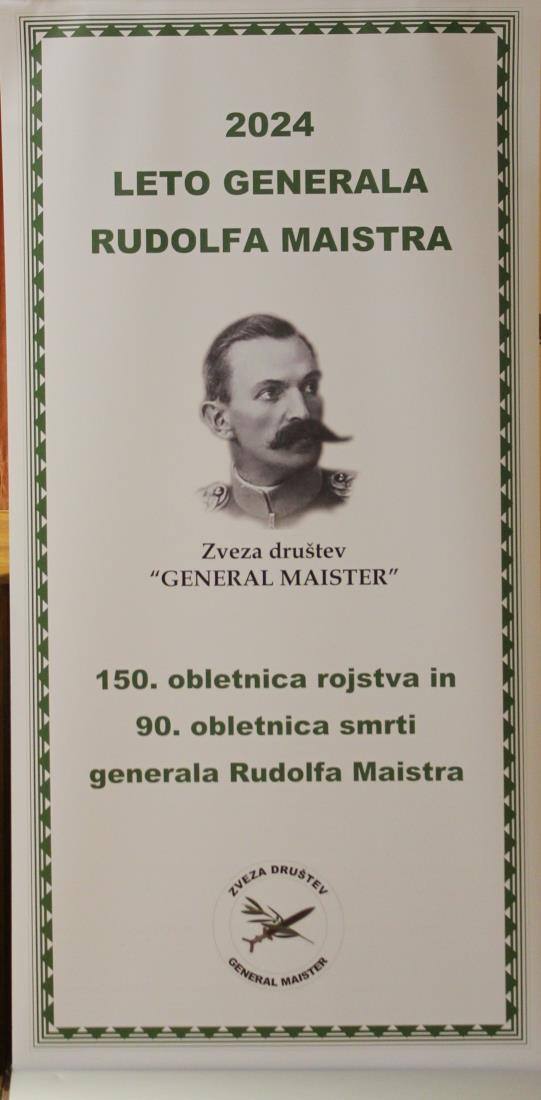 2024
LETO GENERALA
RUDOLFA MAISTRA
Zveza društev
“GENERAL MAISTER”
150. obletnica rojstva in
90. obletnica smrti
generala Rudolfa Maistra
ZVEZA DRUŠTEV
GENERAL MAISTER